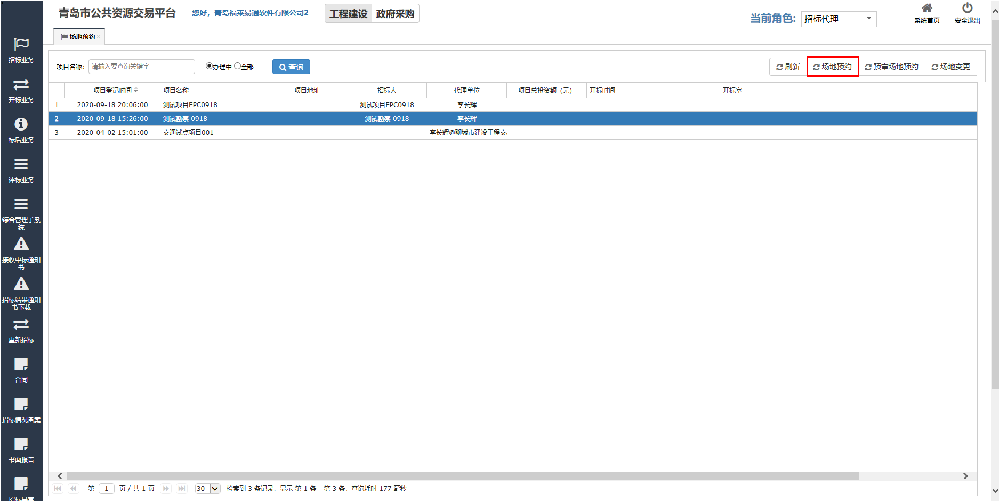 青岛市公共资源交易平台
您好，青岛福莱易通软件有限公司2
工程建设 政府采购
当前角色: 招标代理
系统首页 安全退出
场地预约
招标业务
开标业务
标后业务
评标业务
综合管理子系
统
接收中标通知
书
招标结果通知
书下载
重新招标
合同
招标情况备案
书面报告
招标异常
项目名称： 请输入要查询关键字 办理中 全部 查询
刷新 场地预约 预审场地预约 场地变更
项目登记时间 项目名称 项目地址 招标人 代理单位 项目总投资额（元） 开标时间 开标室
1 2020-09-18 20:06:00 测试项目EPC0918 测试项目EPC0918 李长辉
2 2020-09-18 15:26:00 测试勘察 0918 测试勘察 0918 李长辉
3 2020-04-02 15:01:00 交通试点项目001 李长辉@聊城市建设工程交
第 1 页 / 共 1 页 30 检索到 3 条记录，显示 第 1 条 - 第 3 条，查询耗时 177 毫秒